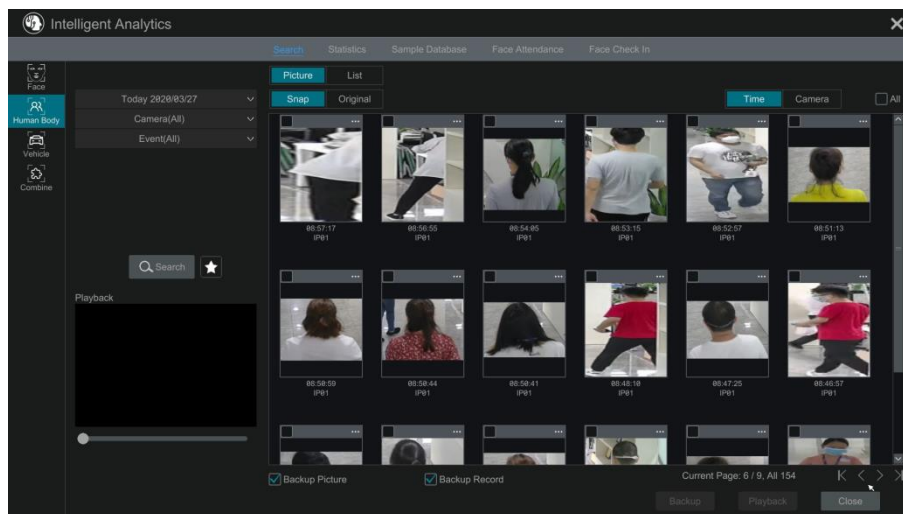 Intelligent Analytics
Search Statistics Sample Database Face Attendance Face Check In
Face
Human Body
Vehicle
Combine
Today 2020/03/27
Camera(All)
Event(All)
Search
Playback
Picture List
Snap Original
Time Camera All
08:57:17 08:56:55 08:54:05 08:53:15 08:52:57 08:51:13
IP01 IP01 IP01 IP01 IP01 IP01
08:50:59 08:50:44 08:50:41 08:48:10 08:47:25 08:46:57
IP01 IP01 IP01 IP01 IP01 IP01
Backup Picture Backup Record Current Page: 6 / 9, All 154
Backup Playback Close